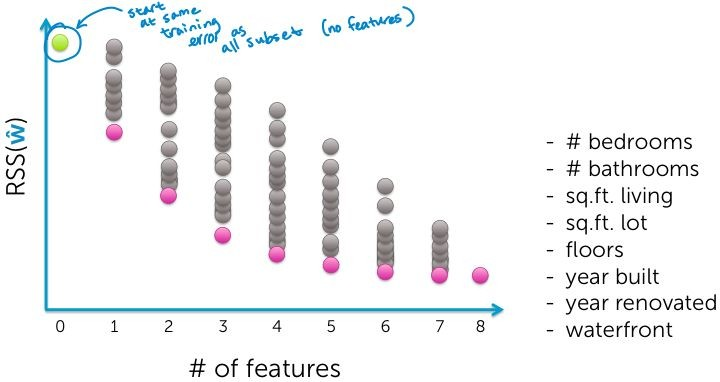 start
at same
training
error as
all subset (no features)
RSS(ŵ)
0 1 2 3 4 5 6 7 8
# of features
- # bedrooms
- # bathrooms
- sq.ft. living
- sq.ft. lot
- floors
- year built
- year renovated
- waterfront